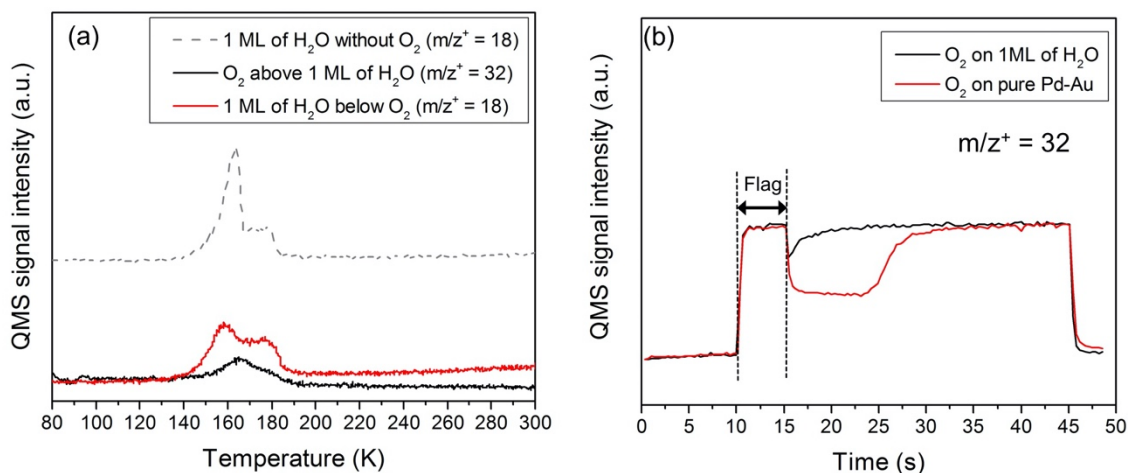 (a)
1 ML of H₂O without O₂ (m/z⁺ = 18)
O₂ above 1 ML of H₂O (m/z⁺ = 32)
1 ML of H₂O below O₂ (m/z⁺ = 18)
QMS signal intensity (a.u.)
80 100 120 140 160 180 200 220 240 260 280 300
Temperature (K)
(b)
O₂ on 1ML of H₂O
O₂ on pure Pd-Au
m/z⁺ = 32
Flag
QMS signal intensity (a.u.)
0 5 10 15 20 25 30 35 40 45 50
Time (s)